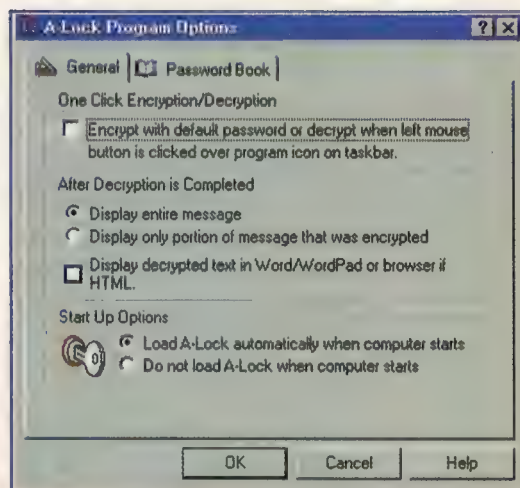 A-Lock Program Options
General
Password Book
One Click Encryption/Decryption
Encrypt with default password or decrypt when left mouse
button is clicked over program icon on taskbar.
After Decryption is Completed
Display entire message
Display only portion of message that was encrypted
Display decrypted text in Word/WordPad or browser if
HTML.
Start Up Options
Load A-Lock automatically when computer starts
Do not load A-Lock when computer starts
OK
Cancel
Help